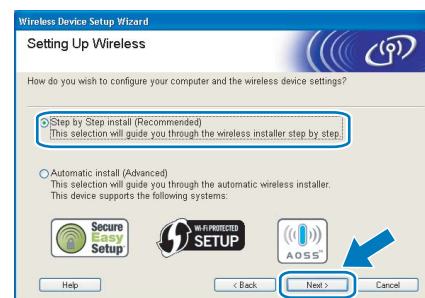 Wireless Device Setup Wizard
Setting Up Wireless
How do you wish to configure your computer and the wireless device settings?
Step by Step install (Recommended)
This selection will guide you through the wireless installer step by step.
Automatic install (Advanced)
This selection will guide you through the automatic wireless installer.
This device supports the following systems:
Secure
Easy
Setup
Wi-Fi PROTECTED
SETUP
AOSS™
Help
< Back
Next >
Cancel